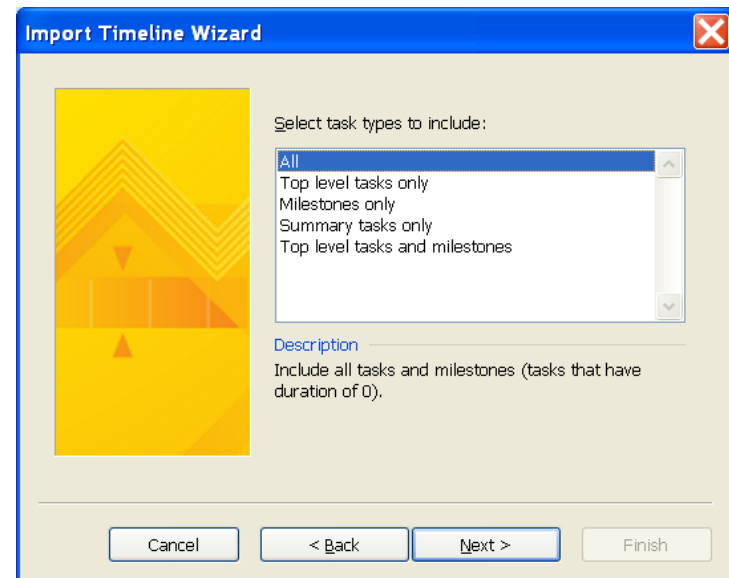 Import Timeline Wizard
Select task types to include:
All
Top level tasks only
Milestones only
Summary tasks only
Top level tasks and milestones
Description
Include all tasks and milestones (tasks that have
duration of 0).
Cancel
< Back
Next >
Finish